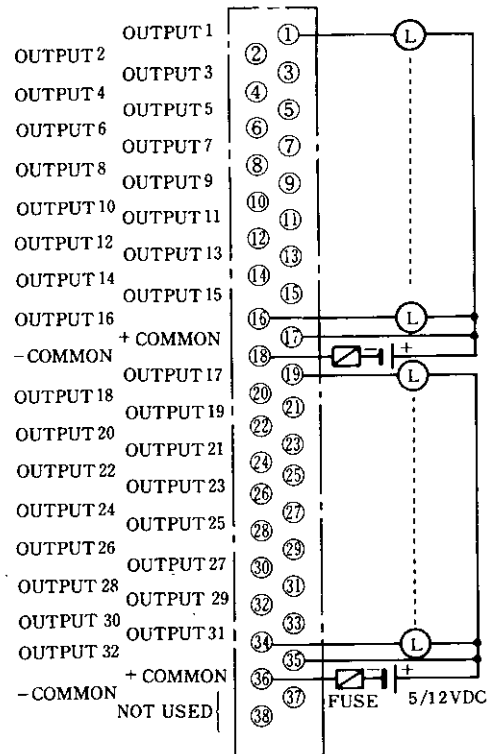 OUTPUT 1 ① L
OUTPUT 2 ②
OUTPUT 3 ③
OUTPUT 4 ④
OUTPUT 5 ⑤
OUTPUT 6 ⑥
OUTPUT 7 ⑦
OUTPUT 8 ⑧
OUTPUT 9 ⑨
OUTPUT 10 ⑩
OUTPUT 11 ⑪
OUTPUT 12 ⑫
OUTPUT 13 ⑬
OUTPUT 14 ⑭
OUTPUT 15 ⑮
OUTPUT 16 ⑯ L
+ COMMON ⑰
- COMMON ⑱ - +
OUTPUT 17 ⑲ L
OUTPUT 18 ⑳
OUTPUT 19 ㉑
OUTPUT 20 ㉒
OUTPUT 21 ㉓
OUTPUT 22 ㉔
OUTPUT 23 ㉕
OUTPUT 24 ㉖
OUTPUT 25 ㉗
OUTPUT 26 ㉘
OUTPUT 27 ㉙
OUTPUT 28 ㉚
OUTPUT 29 ㉛
OUTPUT 30 ㉜
OUTPUT 31 ㉝
OUTPUT 32 ㉞ L
+ COMMON ㉟
- COMMON ㊱ - +
FUSE 5/12VDC
NOT USED{ ㊲
㊳